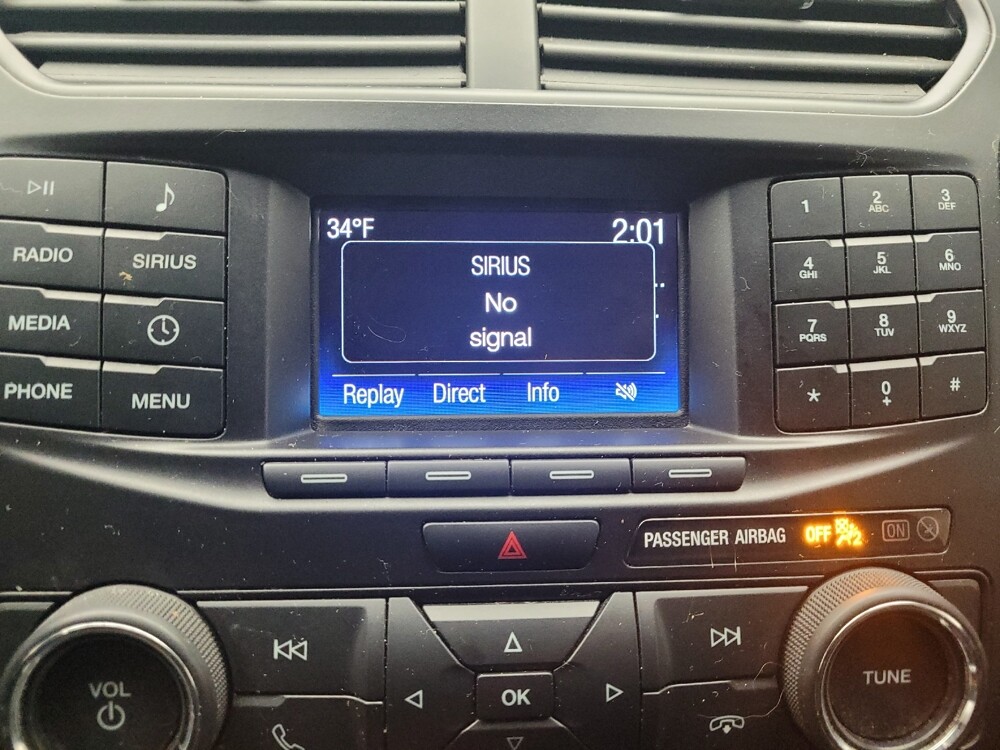 34°F
2:01
SIRIUS
No
signal
Replay Direct Info
RADIO
SIRIUS
MEDIA
PHONE
MENU
1
2
ABC
3
DEF
4
GHI
5
JKL
6
MNO
7
PQRS
8
TUV
9
WXYZ
*
0
+
#
PASSENGER AIRBAG OFF 2 ON
VOL
OK
TUNE